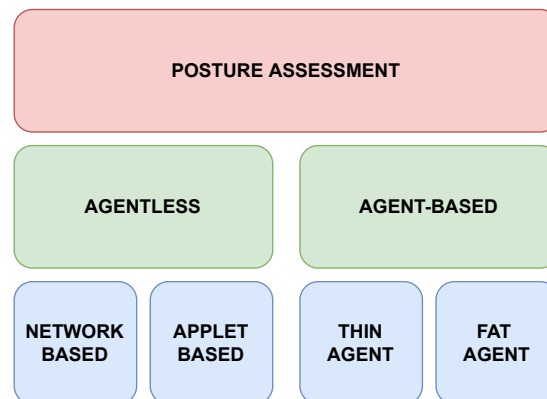 POSTURE ASSESSMENT
AGENTLESS
AGENT-BASED
NETWORK
BASED
APPLET
BASED
THIN
AGENT
FAT
AGENT